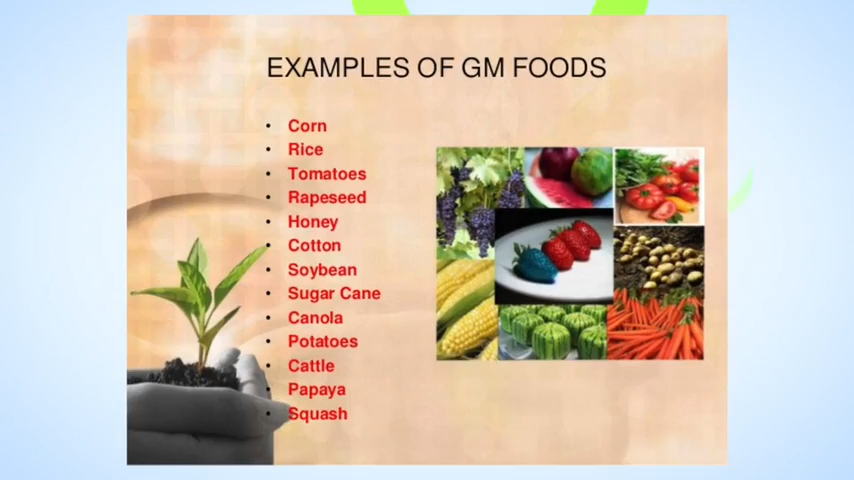 EXAMPLES OF GM FOODS
• Corn
• Rice
• Tomatoes
• Rapeseed
• Honey
• Cotton
• Soybean
• Sugar Cane
• Canola
• Potatoes
• Cattle
• Papaya
• Squash